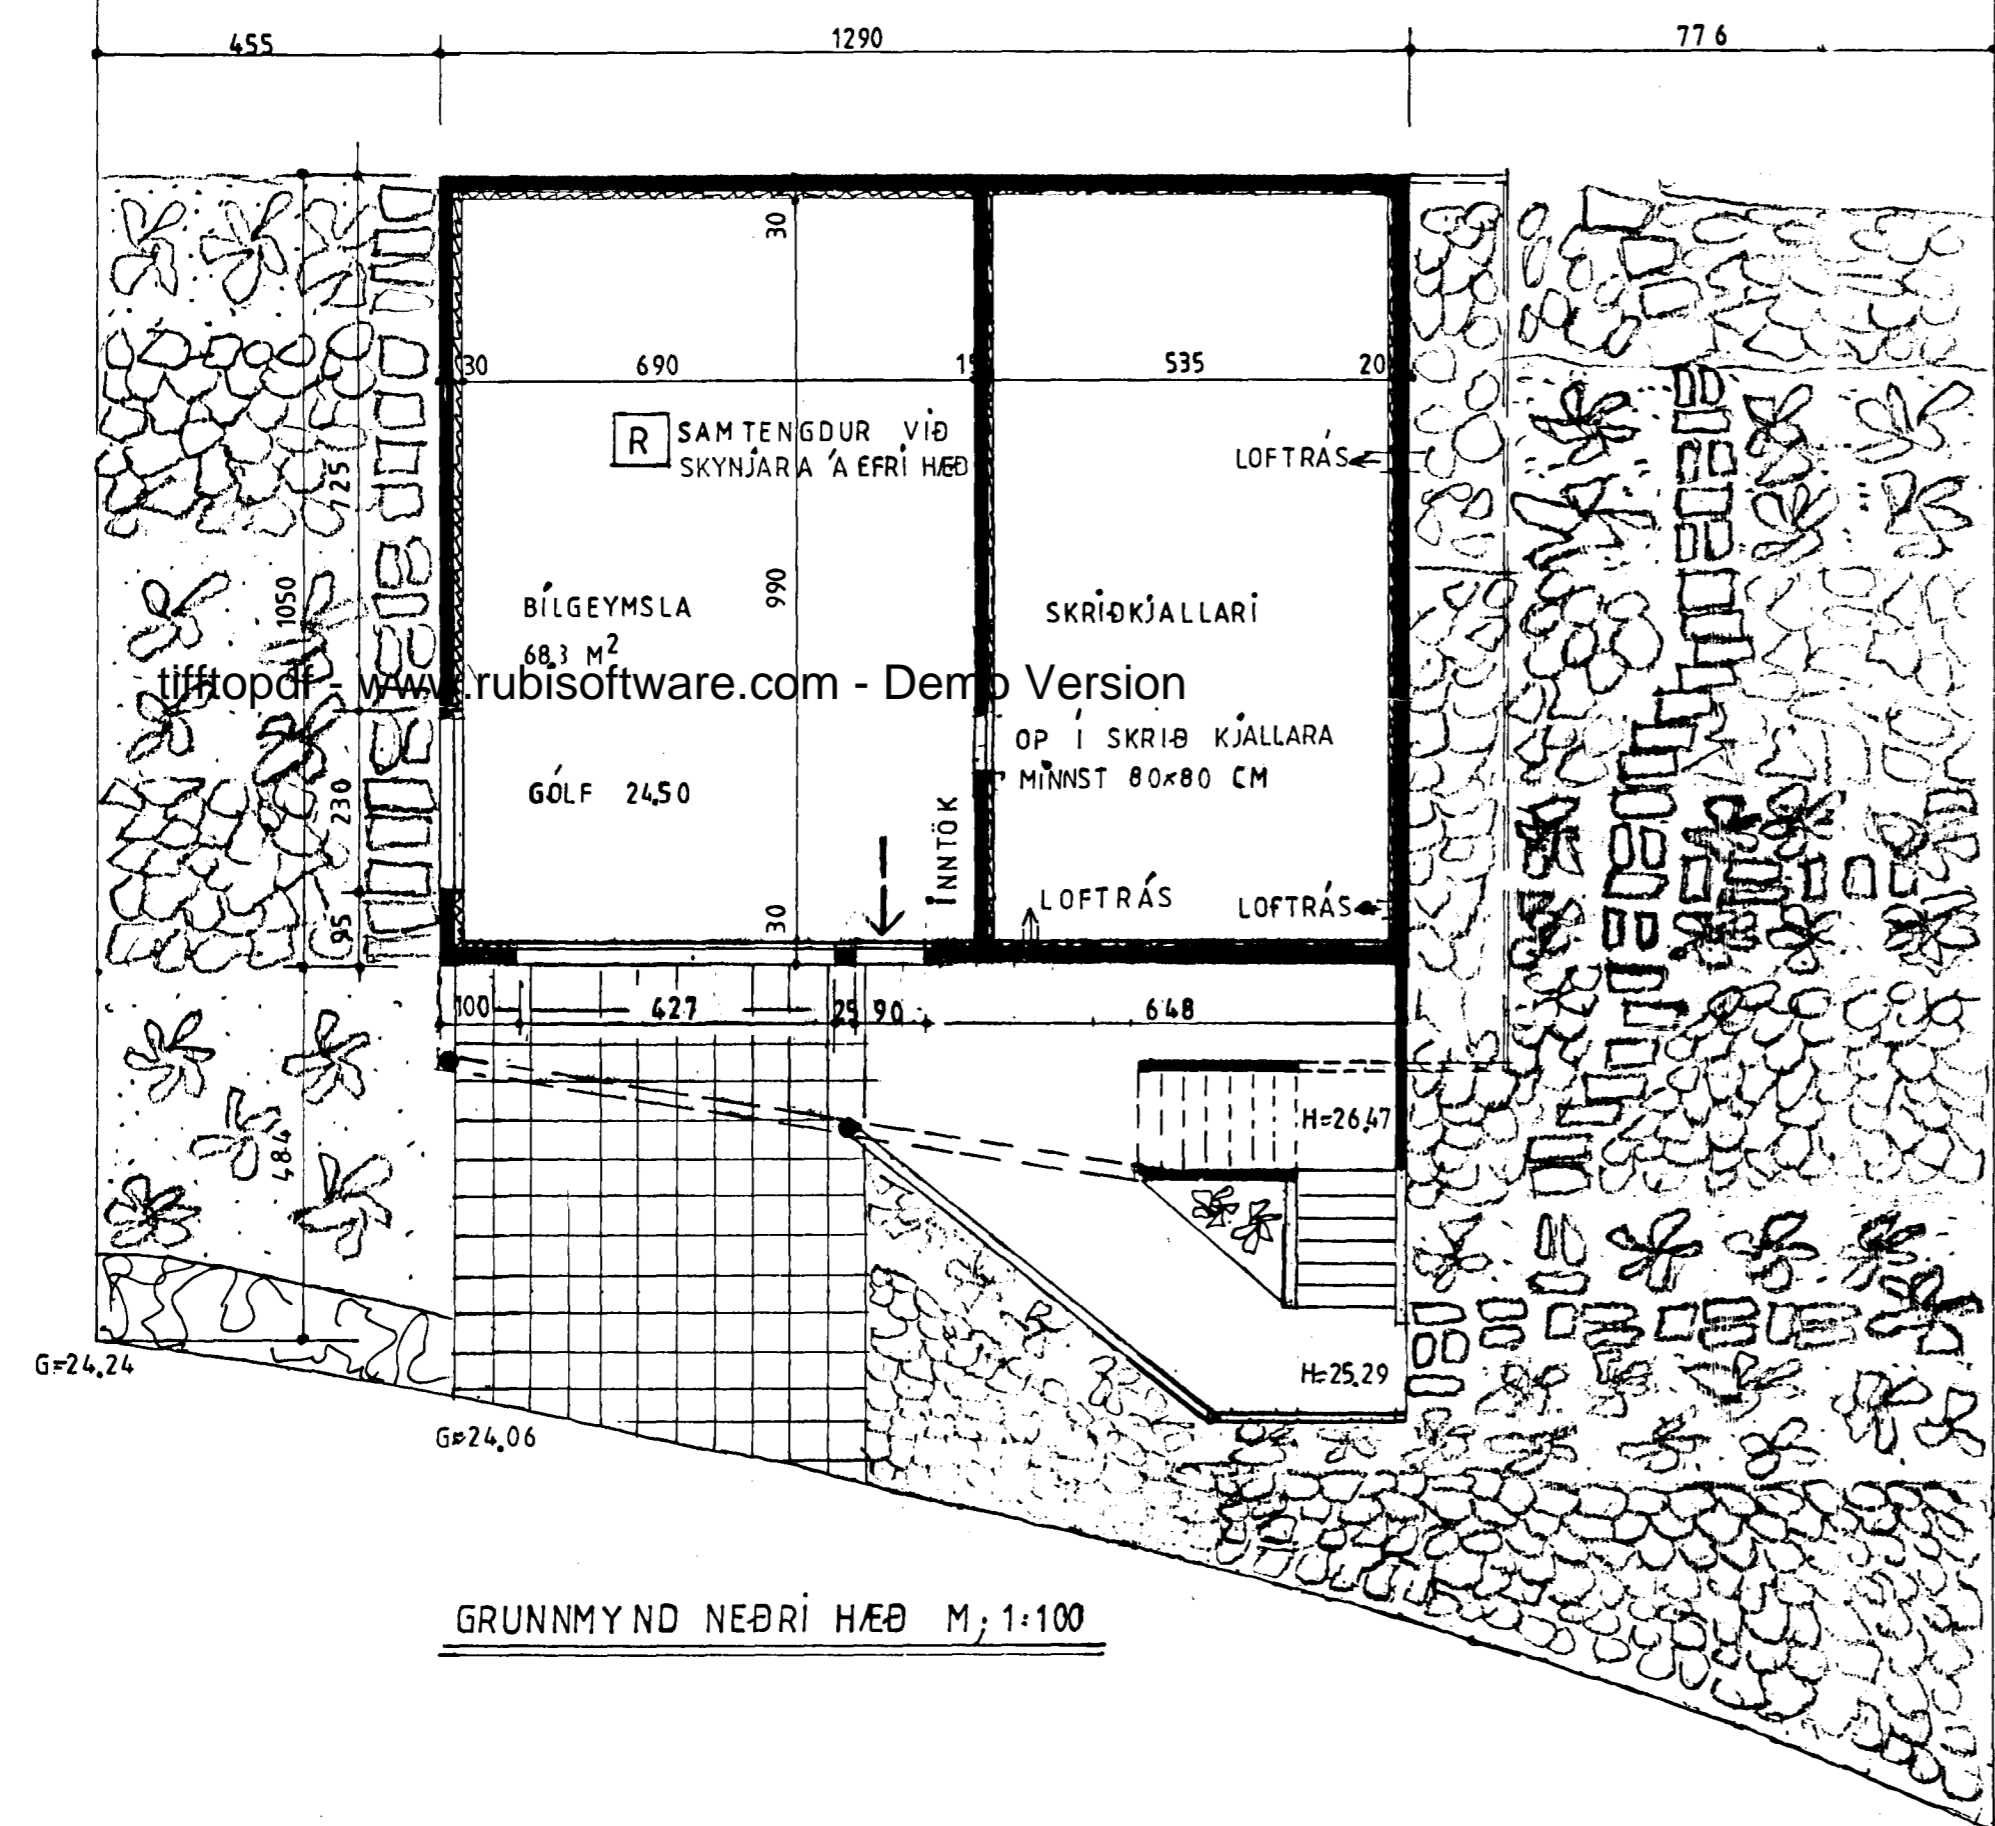 455 1290 776
30
30 690 15 535 20
R SAMTENGDUR VIÐ
SKYNJARA Á EFRI HÆÐ
LOFTRÁS
725
1050
990
BÍLGEYMSLA
68.3 M²
SKRIÐKJALLARI
tifftopdf - www.rubisoftware.com - Demo Version
OP Í SKRIÐ KJALLARA
MINNST 80x80 CM
GÓLF 24.50
230
INNTÖK
LOFTRÁS
LOFTRÁS
95
30
100 427 25 90 648
484
H=26.47
G=24.24
H=25.29
G=24.06
GRUNNMYND NEÐRI HÆÐ M; 1:100